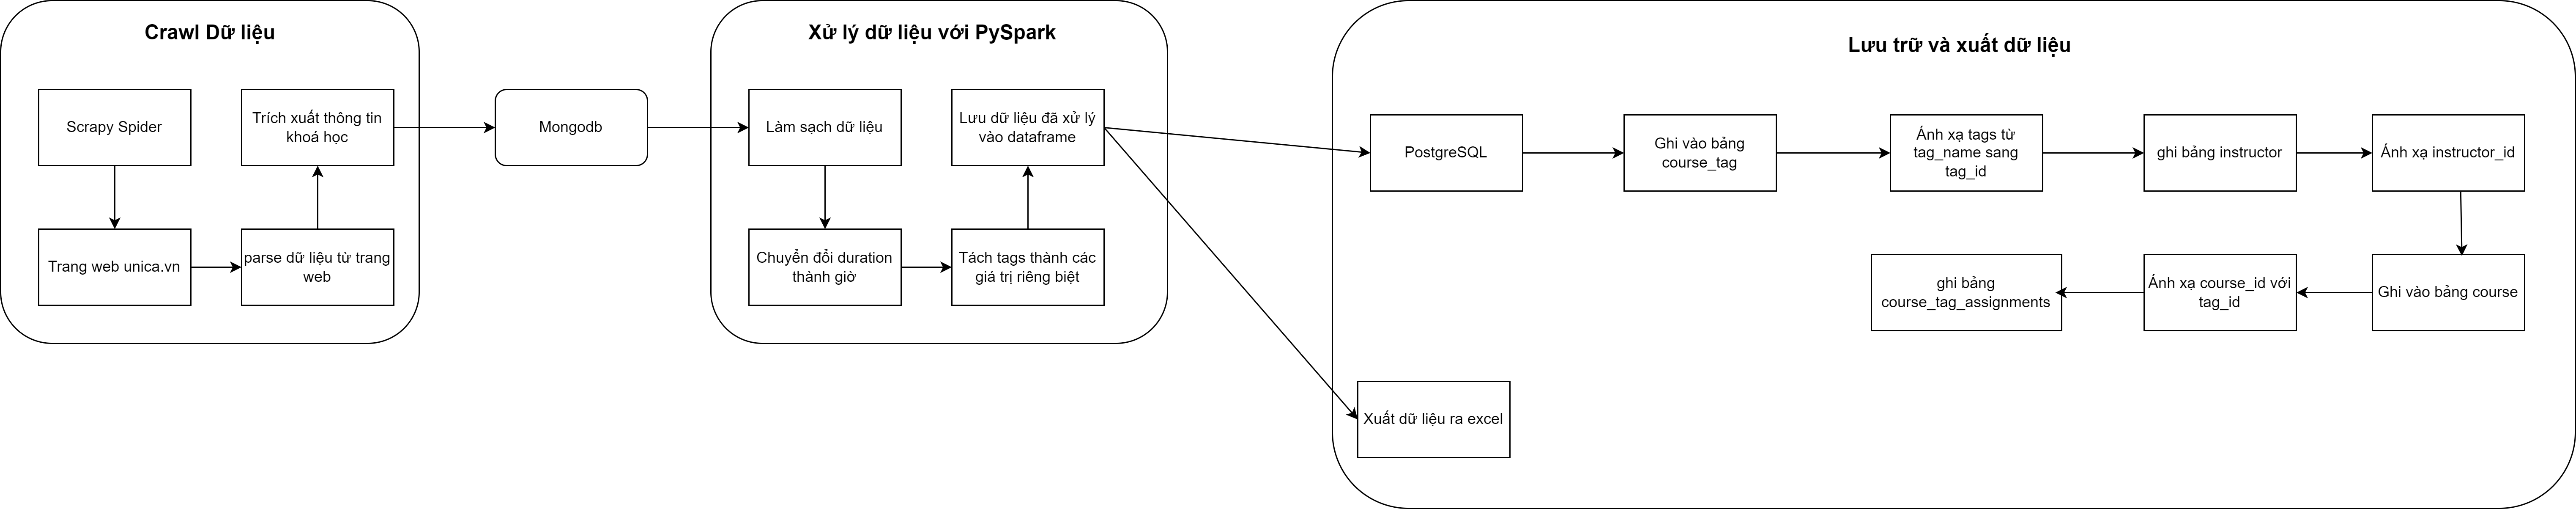 Crawl Dữ liệu
Scrapy Spider
Trích xuất thông tin
khoá học
Trang web unica.vn
parse dữ liệu từ trang
web
Mongodb
Xử lý dữ liệu với PySpark
Làm sạch dữ liệu
Lưu dữ liệu đã xử lý
vào dataframe
Chuyển đổi duration
thành giờ
Tách tags thành các
giá trị riêng biệt
Lưu trữ và xuất dữ liệu
PostgreSQL
Ghi vào bảng
course_tag
Ánh xạ tags từ
tag_name sang
tag_id
ghi bảng instructor
Ánh xạ instructor_id
ghi bảng
course_tag_assignments
Ánh xạ course_id với
tag_id
Ghi vào bảng course
Xuất dữ liệu ra excel